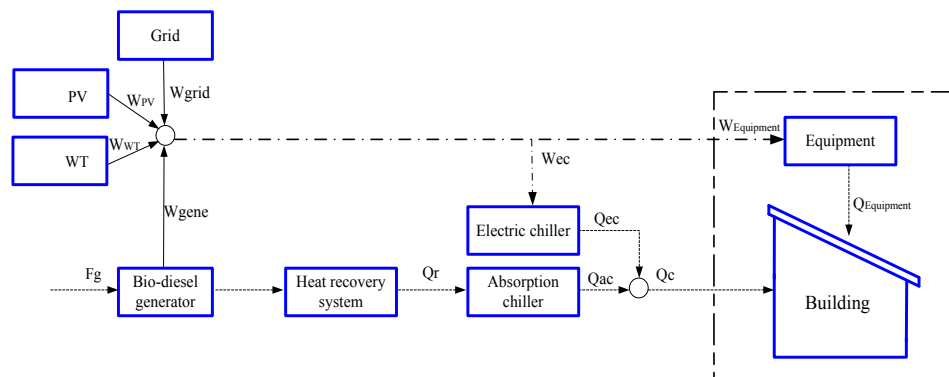 Grid
Wgrid
PV
WPV
WT
WWT
WEquipment
Equipment
Wec
Wgene
QEquipment
Electric chiller
Qec
Fg
Bio-diesel
generator
Heat recovery
system
Qr
Absorption
chiller
Qac
Qc
Building